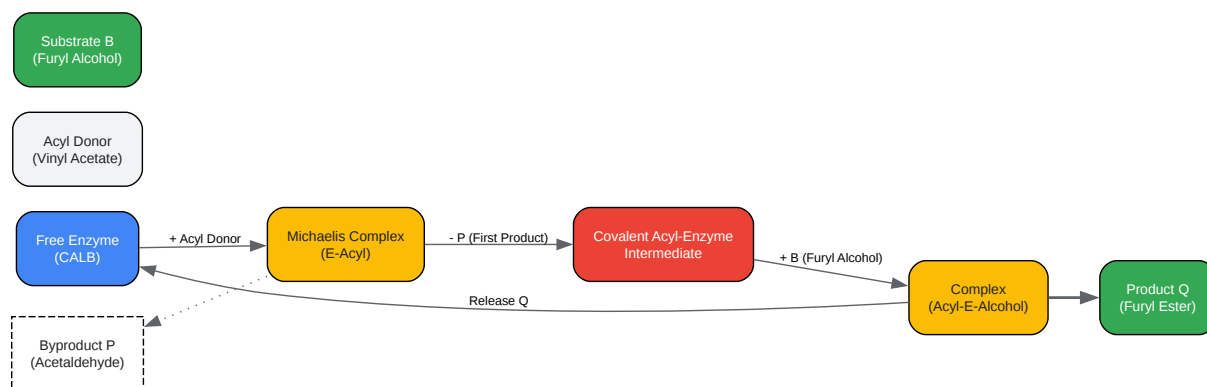 Substrate B
(Furyl Alcohol)
Acyl Donor
(Vinyl Acetate)
Free Enzyme
(CALB)
+ Acyl Donor
Michaelis Complex
(E-Acyl)
- P (First Product)
Covalent Acyl-Enzyme
Intermediate
+ B (Furyl Alcohol)
Complex
(Acyl-E-Alcohol)
Product Q
(Furyl Ester)
Release Q
Byproduct P
(Acetaldehyde)